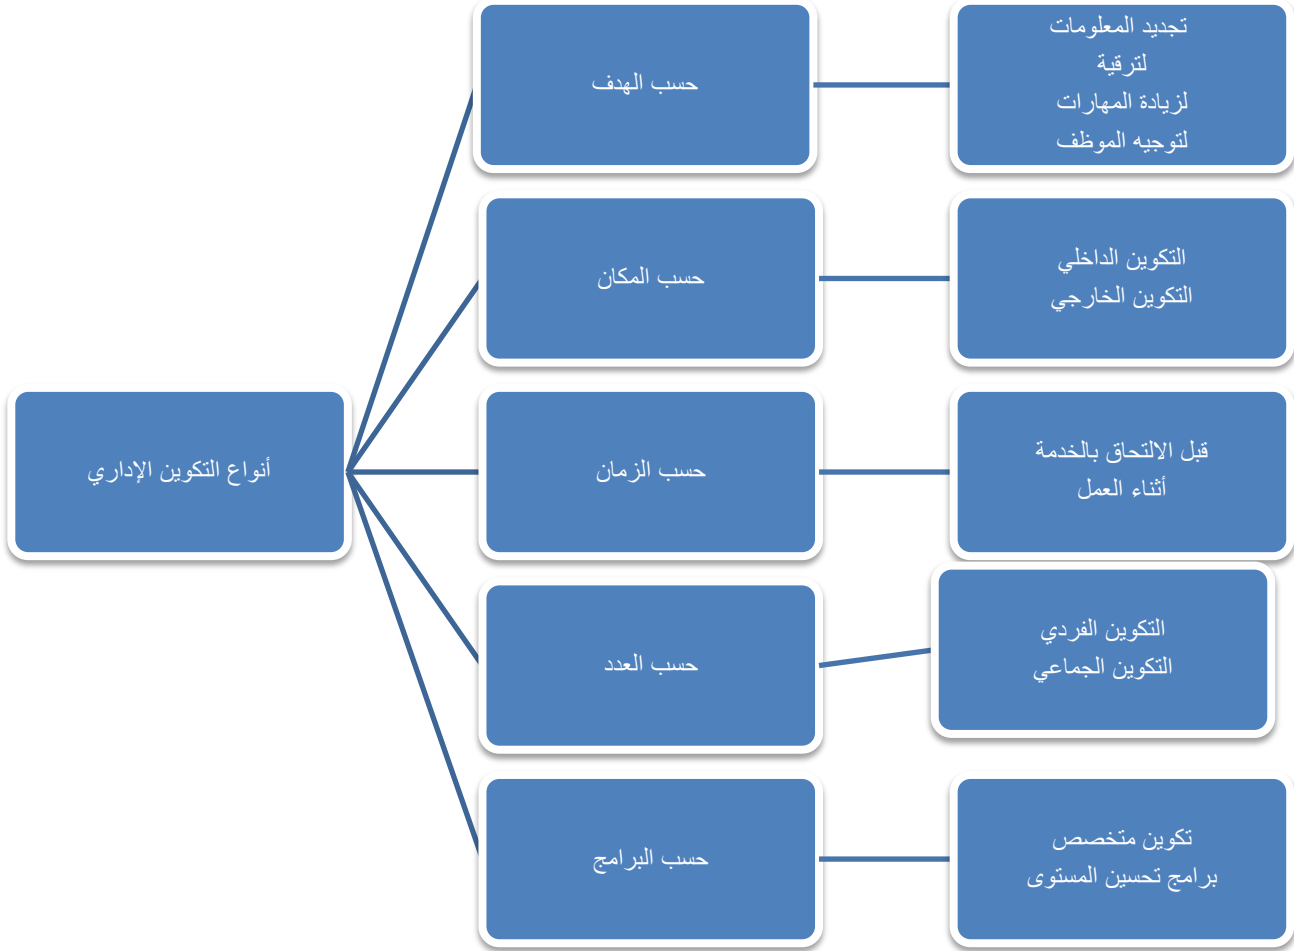 أنواع التكوين الإداري
حسب الهدف
تجديد المعلومات
لترقية
لزيادة المهارات
لتوجيه الموظف
حسب المكان
التكوين الداخلي
التكوين الخارجي
حسب الزمان
قبل الالتحاق بالخدمة
أثناء العمل
حسب العدد
التكوين الفردي
التكوين الجماعي
حسب البرامج
تكوين متخصص
برامج تحسين المستوى